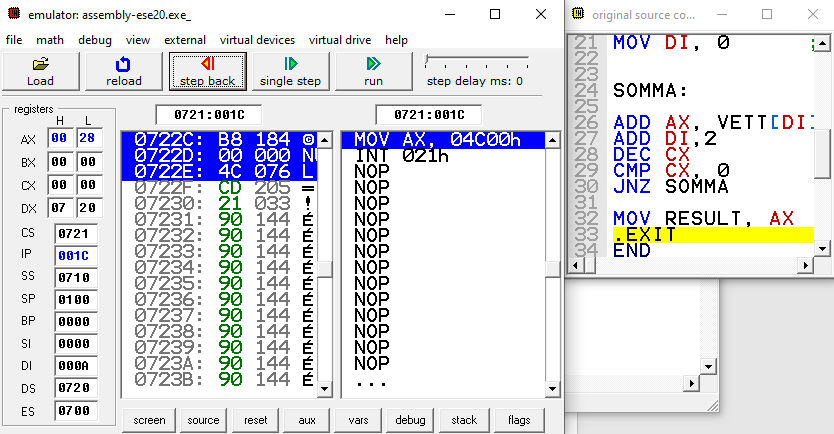 emulator: assembly-ese20.exe_
file math debug view external virtual devices virtual drive help
Load reload step back single step run step delay ms: 0
registers
H L
AX 00 28
BX 00 00
CX 00 00
DX 07 20
CS 0721
IP 001C
SS 0710
SP 0100
BP 0000
SI 0000
DI 000A
DS 0720
ES 0700
0721:001C
0722C: B8 184
0722D: 00 000 NU
0722E: 4C 076 L
0722F: CD 205 =
07230: 21 033 !
07231: 90 144 É
07232: 90 144 É
07233: 90 144 É
07234: 90 144 É
07235: 90 144 É
07236: 90 144 É
07237: 90 144 É
07238: 90 144 É
07239: 90 144 É
0723A: 90 144 É
0723B: 90 144 É
0721:001C
MOV AX, 04C00h
INT 021h
NOP
NOP
NOP
NOP
NOP
NOP
NOP
NOP
NOP
NOP
NOP
NOP
NOP
...
screen source reset aux vars debug stack flags
original source co...
21 MOV DI, 0
22
23
24 SOMMA:
25
26 ADD AX, VETT[DI]
27 ADD DI,2
28 DEC CX
29 CMP CX, 0
30 JNZ SOMMA
31
32 MOV RESULT, AX
33 .EXIT
34 END